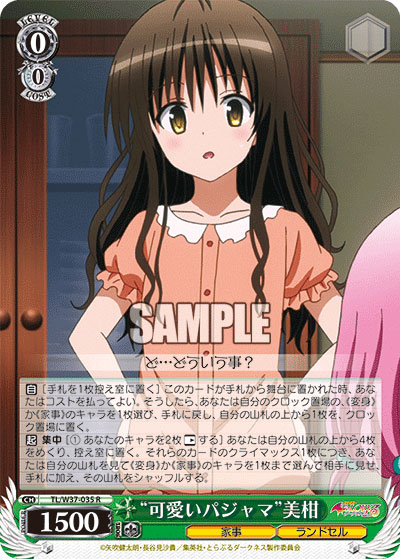 LEVEL
0
0
COST
SAMPLE
ど…どういう事？
自 [手札を1枚控え室に置く] このカードが手札から舞台に置かれた時、あな
たはコストを払ってよい。そうしたら、あなたは自分のクロック置場の、《変身》
か《家事》のキャラを1枚選び、手札に戻し、自分の山札の上から1枚を、クロッ
ク置場に置く。
起 集中 [① あなたのキャラを2枚 する] あなたは自分の山札の上から4枚
をめくり、控え室に置く。それらのカードのクライマックス1枚につき、あな
たは自分の山札を見て《変身》か《家事》のキャラを1枚まで選んで相手に見せ、
手札に加え、その山札をシャッフルする。
CH TL/W37-035 R
1500
“可愛いパジャマ”美柑
家事
ランドセル
©矢吹健太朗・長谷見沙貴／集英社・とらぶるダークネス製作委員会